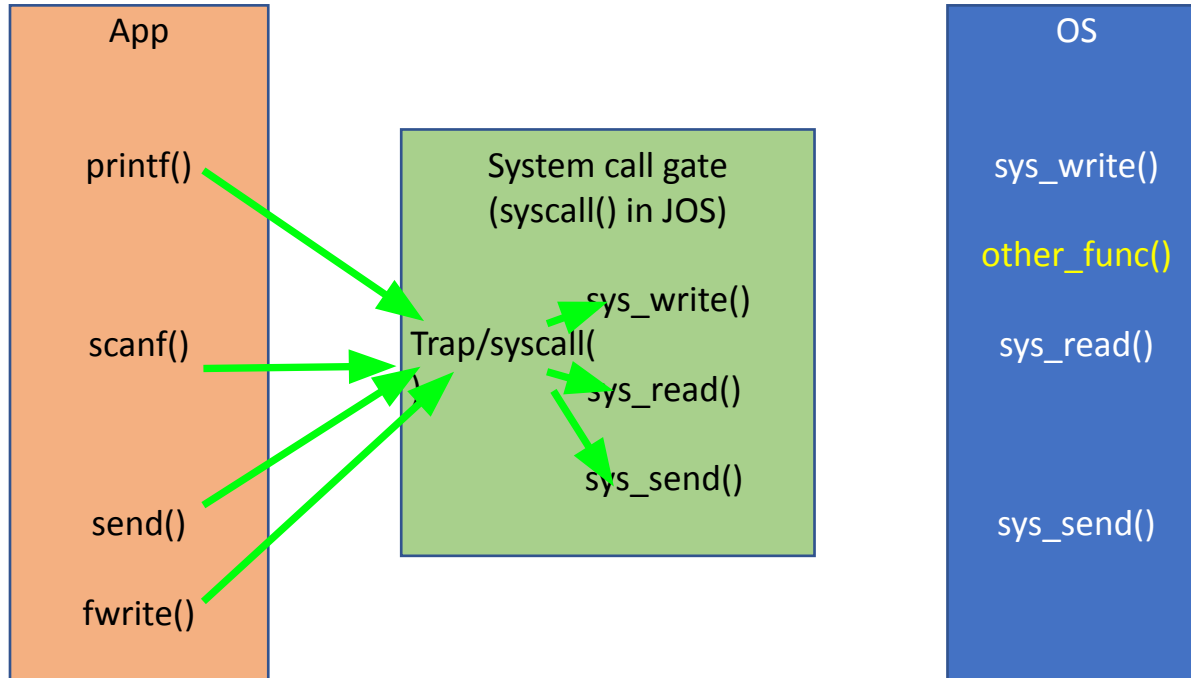 App
printf()
scanf()
send()
fwrite()
System call gate
(syscall() in JOS)
Trap/syscall(
)
sys_write()
sys_read()
sys_send()
OS
sys_write()
other_func()
sys_read()
sys_send()